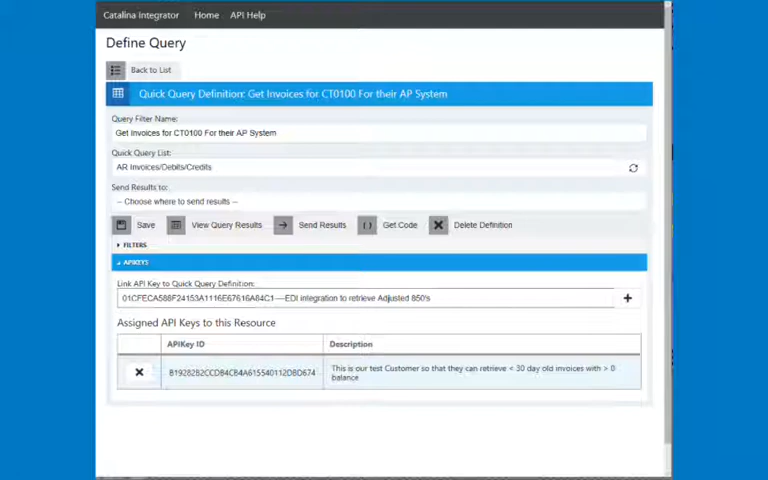 Catalina Integrator Home API Help
Define Query
Back to List
Quick Query Definition: Get Invoices for CT0100 For their AP System
Query Filter Name:
Get Invoices for CT0100 For their AP System
Quick Query List:
AR Invoices/Debits/Credits
Send Results to:
-- Choose where to send results --
Save View Query Results Send Results Get Code Delete Definition
FILTERS
APIKEYS
Link API Key to Quick Query Definition:
01CFECA588F24153A1116E67616A84C1---EDI integration to retrieve Adjusted 850's
Assigned API Keys to this Resource
APIKey ID Description
B19282B2CCDB4CB4A615540112DBD674 This is our test Customer so that they can retrieve < 30 day old invoices with > 0
balance